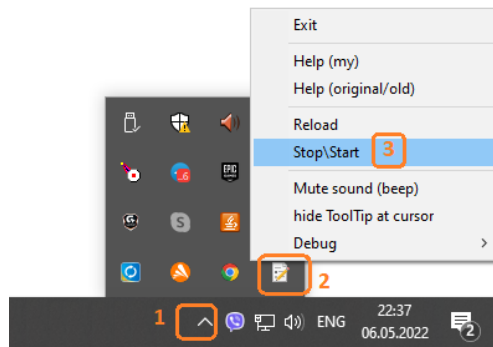 Exit
Help (my)
Help (original/old)
Reload
Stop\Start 3
Mute sound (beep)
hide ToolTip at cursor
Debug
1.6
EPIC
GAMES
S
2
1
ENG
22:37
06.05.2022
2